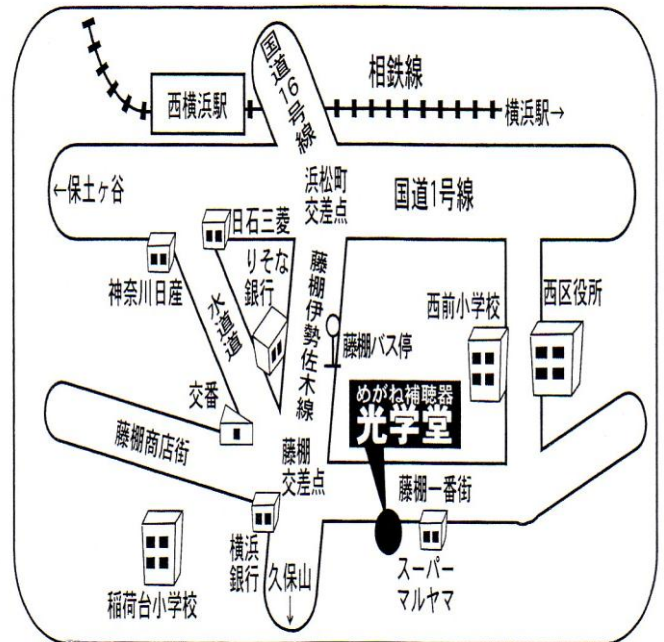 国道16号線
相鉄線
西横浜駅
横浜駅→
←保土ヶ谷
浜松町
交差点
国道1号線
日石三菱
神奈川日産
水道道
りそな
銀行
藤棚伊勢佐木線
藤棚バス停
西前小学校
西区役所
交番
めがね補聴器
光学堂
藤棚商店街
藤棚
交差点
藤棚一番街
横浜
銀行
久保山
↓
スーパー
マルヤマ
稲荷台小学校